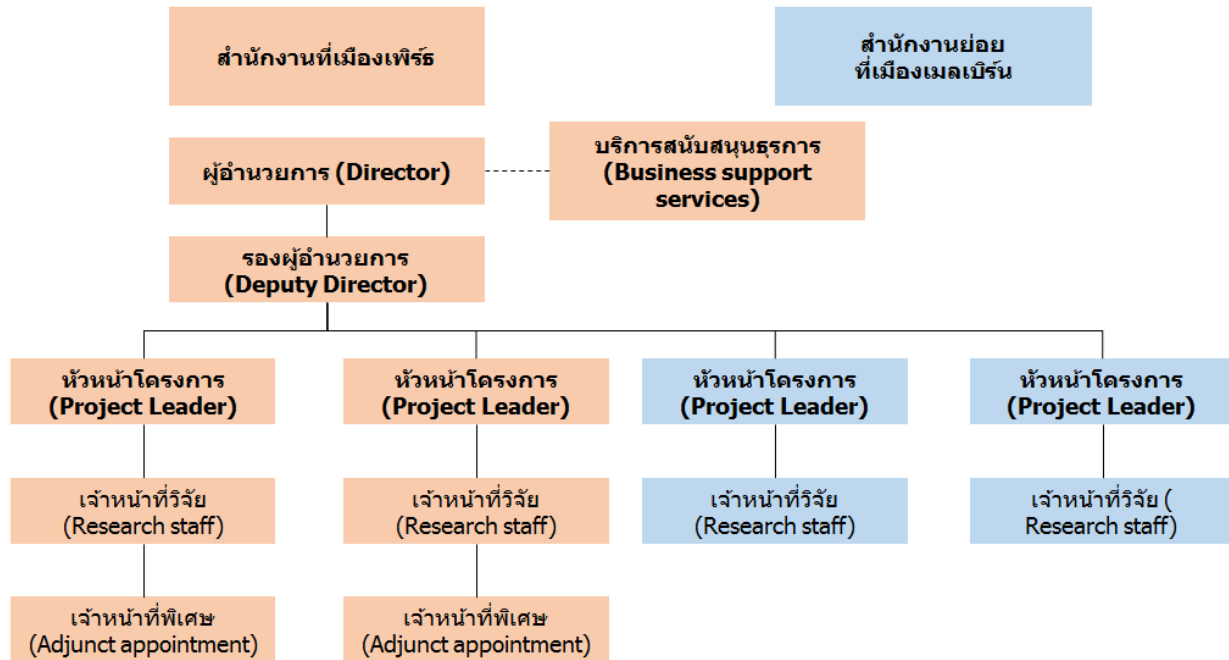 สำนักงานที่เมืองเพิร์ธ
สำนักงานย่อย
ที่เมืองเมลเบิร์น
ผู้อำนวยการ (Director)
บริการสนับสนุนธุรการ
(Business support
services)
รองผู้อำนวยการ
(Deputy Director)
หัวหน้าโครงการ
(Project Leader)
หัวหน้าโครงการ
(Project Leader)
หัวหน้าโครงการ
(Project Leader)
หัวหน้าโครงการ
(Project Leader)
เจ้าหน้าที่วิจัย
(Research staff)
เจ้าหน้าที่วิจัย
(Research staff)
เจ้าหน้าที่วิจัย
(Research staff)
เจ้าหน้าที่วิจัย (
Research staff)
เจ้าหน้าที่พิเศษ
(Adjunct appointment)
เจ้าหน้าที่พิเศษ
(Adjunct appointment)